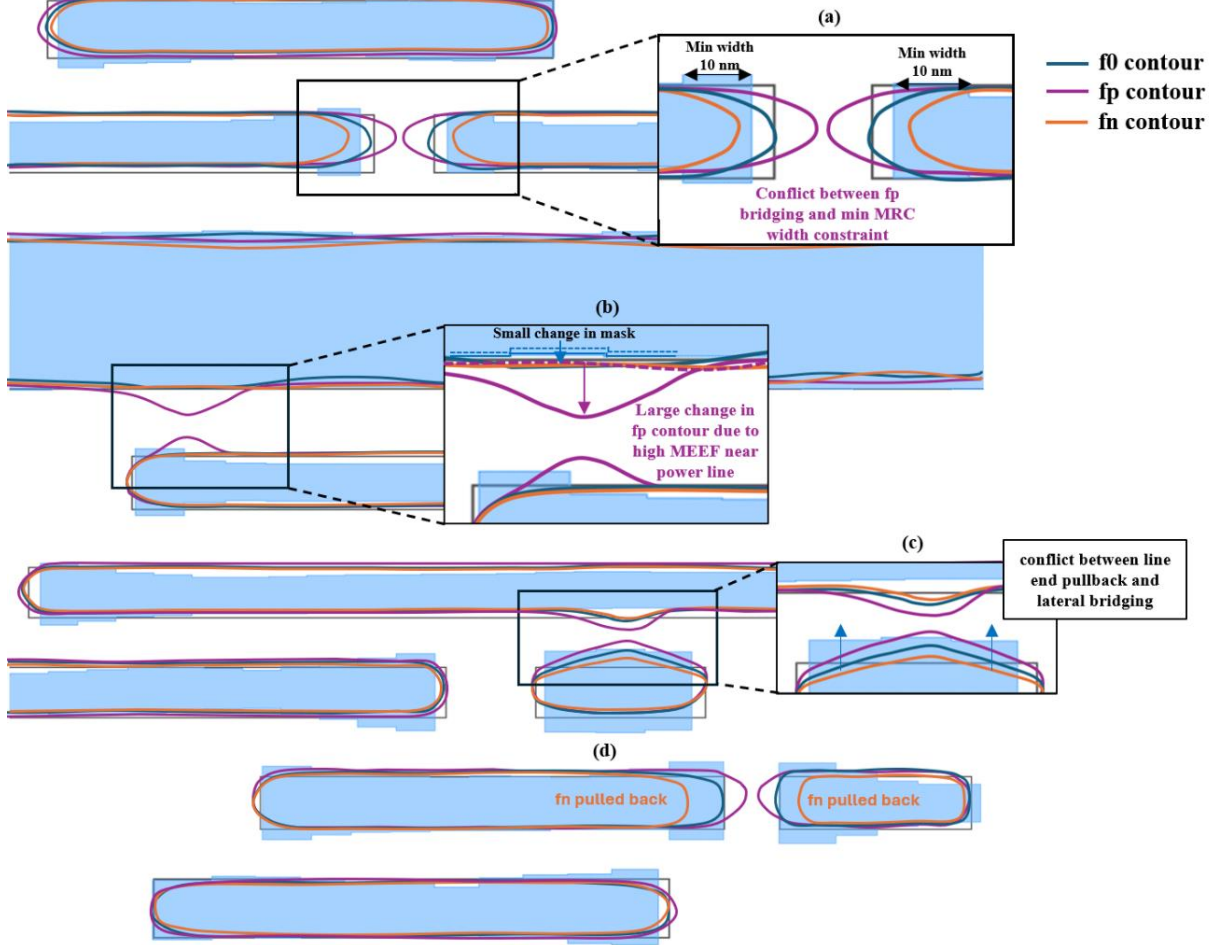 (a)
Min width
10 nm
Min width
10 nm
Conflict between fp
bridging and min MRC
width constraint
f0 contour
fp contour
fn contour
(b)
Small change in mask
Large change in
fp contour due to
high MEEF near
power line
(c)
conflict between line
end pullback and
lateral bridging
(d)
fn pulled back
fn pulled back